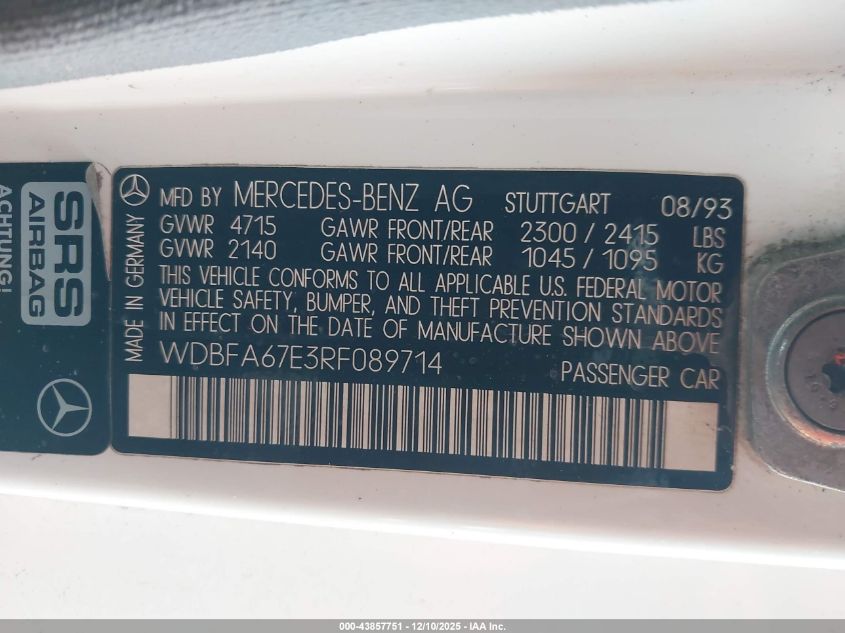 ACHTUNG!
SRS
AIRBAG
MADE IN GERMANY
MFD BY MERCEDES-BENZ AG STUTTGART 08/93
GVWR 4715 GAWR FRONT/REAR 2300 / 2415 LBS
GVWR 2140 GAWR FRONT/REAR 1045 / 1095 KG
THIS VEHICLE CONFORMS TO ALL APPLICABLE U.S. FEDERAL MOTOR
VEHICLE SAFETY, BUMPER, AND THEFT PREVENTION STANDARDS
IN EFFECT ON THE DATE OF MANUFACTURE SHOWN ABOVE
WDBFA67E3RF089714 PASSENGER CAR
000-43857751 - 12/10/2025 - IAA Inc.